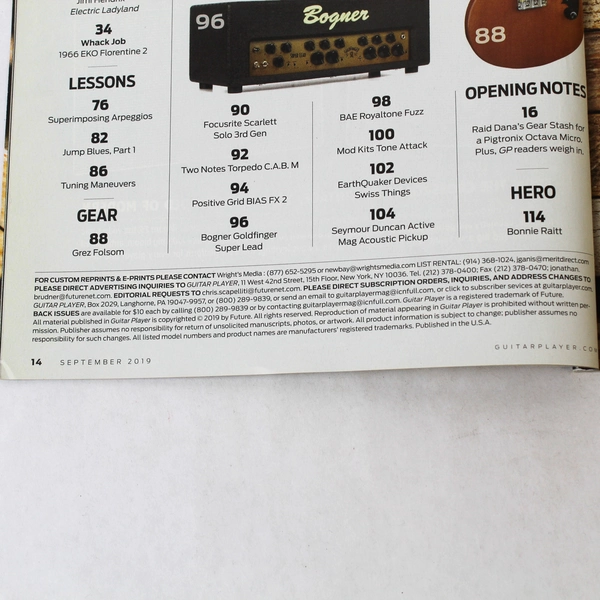 Jimi Hendrix
Electric Ladyland
34
Whack Job
1966 EKO Florentine 2
LESSONS
76
Superimposing Arpeggios
82
Jump Blues, Part 1
86
Tuning Maneuvers
GEAR
88
Grez Folsom
96
Bogner
90
Focusrite Scarlett
Solo 3rd Gen
92
Two Notes Torpedo C.A.B. M
94
Positive Grid BIAS FX 2
96
Bogner Goldfinger
Super Lead
98
BAE Royaltone Fuzz
100
Mod Kits Tone Attack
102
EarthQuaker Devices
Swiss Things
104
Seymour Duncan Active
Mag Acoustic Pickup
88
OPENING NOTES
16
Raid Dana's Gear Stash for
a Pigtronix Octava Micro.
Plus, GP readers weigh in.
HERO
114
Bonnie Raitt
FOR CUSTOM REPRINTS & E-PRINTS PLEASE CONTACT Wright's Media : (877) 652-5295 or newbay@wrightsmedia.com LIST RENTAL: (914) 368-1024, jganis@meritdirect.com
PLEASE DIRECT ADVERTISING INQUIRIES TO GUITAR PLAYER, 11 West 42nd Street, 15th Floor, New York, NY 10036. Tel. (212) 378-0400; Fax (212) 378-0470; jonathan.
brudner@futurenet.com. EDITORIAL REQUESTS TO chris.scapelliti@futurenet.com. PLEASE DIRECT SUBSCRIPTION ORDERS, INQUIRIES, AND ADDRESS CHANGES TO
GUITAR PLAYER, Box 2029, Langhorne, PA 19047-9957, or (800) 289-9839, or send an email to guitarplayermag@icnfull.com, or click to subscriber services at guitarplayer.com.
BACK ISSUES are available for $10 each by calling (800) 289-9839 or by contacting guitarplayermag@icnfull.com. Guitar Player is a registered trademark of Future.
All material published in Guitar Player is copyrighted © 2019 by Future. All rights reserved. Reproduction of material appearing in Guitar Player is prohibited without written per-
mission. Publisher assumes no responsibility for return of unsolicited manuscripts, photos, or artwork. All product information is subject to change; publisher assumes no
responsibility for such changes. All listed model numbers and product names are manufacturers' registered trademarks. Published in the U.S.A.
14 SEPTEMBER 2019
GUITARPLAYER.COM